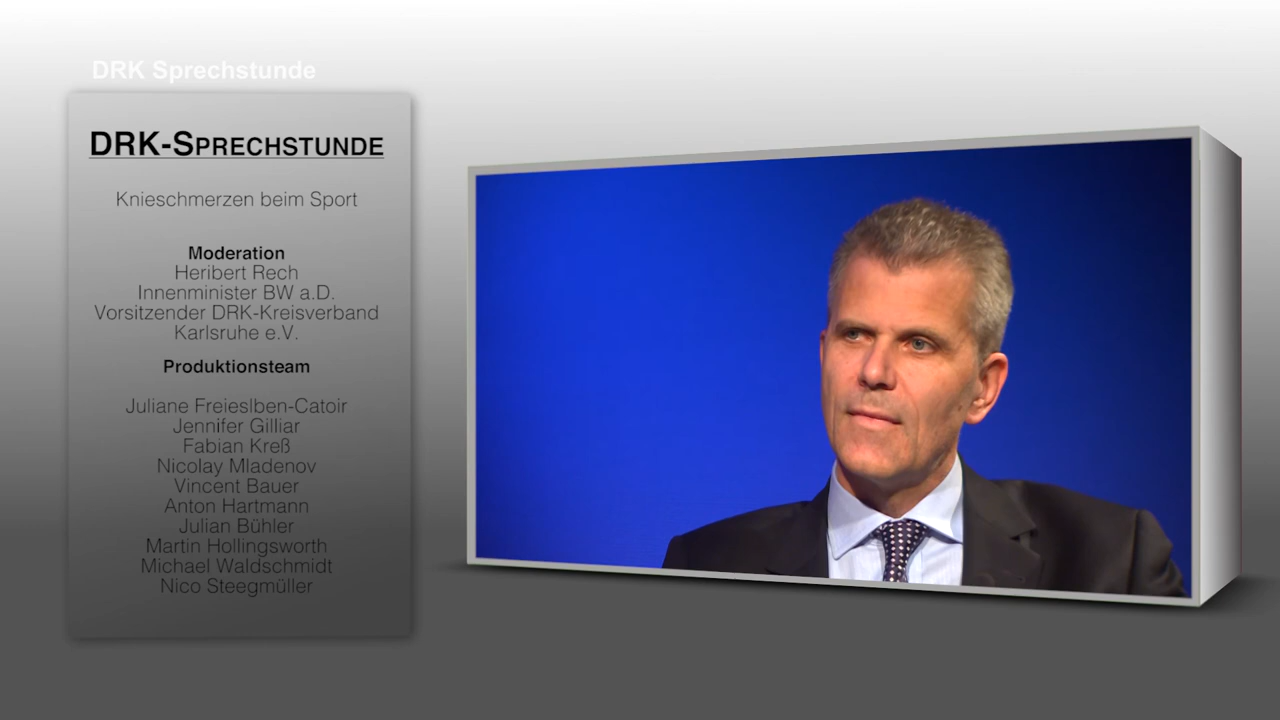 DRK Sprechstunde
DRK-SPRECHSTUNDE
Knieschmerzen beim Sport
Moderation
Heribert Rech
Innenminister BW a.D.
Vorsitzender DRK-Kreisverband
Karlsruhe e.V.
Produktionsteam
Juliane Freieslben-Catoir
Jennifer Gilliar
Fabian Kreß
Nicolay Mladenov
Vincent Bauer
Anton Hartmann
Julian Bühler
Martin Hollingsworth
Michael Waldschmidt
Nico Steegmüller